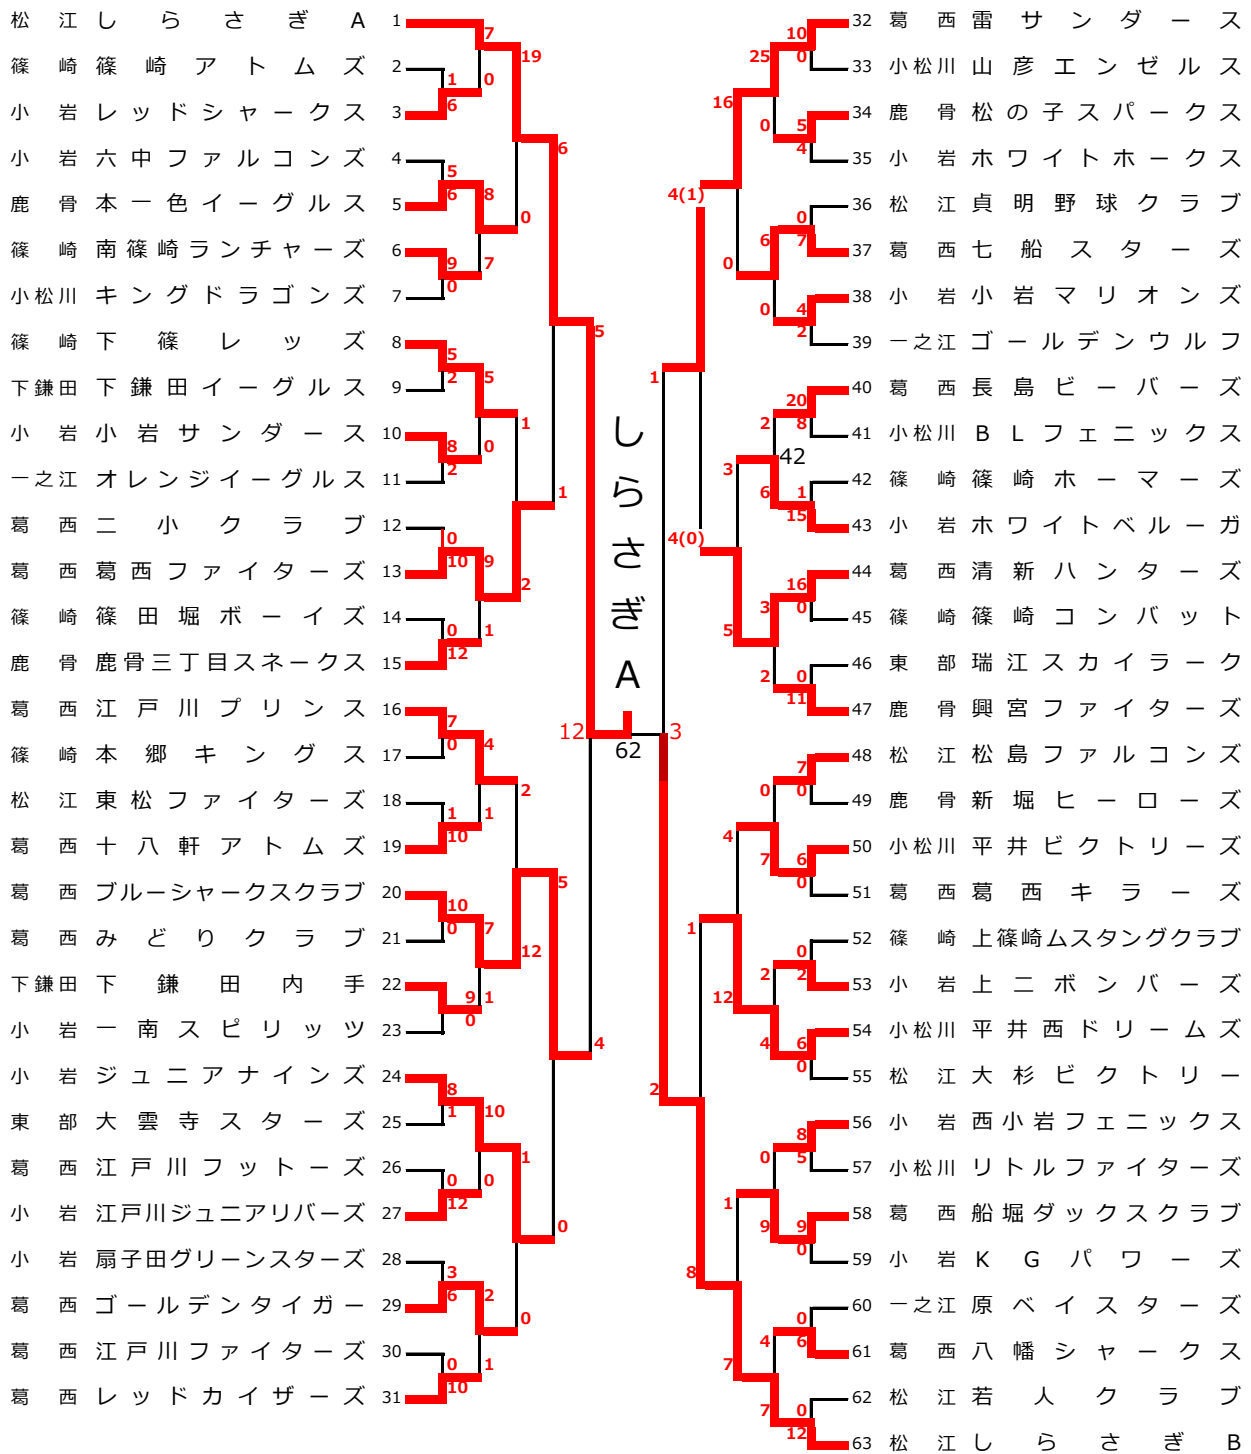 松江 しらさぎA 1
篠崎 篠崎アトムズ 2
小岩 レッドシャークス 3
小岩 六中ファルコンズ 4
鹿骨 本一色イーグルス 5
篠崎 南篠崎ランチャーズ 6
小松川 キングドラゴンズ 7
篠崎 下篠レッズ 8
下鎌田 下鎌田イーグルス 9
小岩 小岩サンダース 10
一之江 オレンジイーグルス 11
葛西 二小クラブ 12
葛西 葛西ファイターズ 13
篠崎 篠田堀ボーイズ 14
鹿骨 鹿骨三丁目スネークス 15
葛西 江戸川プリンス 16
篠崎 本郷キングス 17
松江 東松ファイターズ 18
葛西 十八軒アトムズ 19
葛西 ブルーシャークスクラブ 20
葛西 みどりクラブ 21
下鎌田 下鎌田内手 22
小岩 一南スピリッツ 23
小岩 ジュニアナインズ 24
東部 大雲寺スターズ 25
葛西 江戸川フットーズ 26
小岩 江戸川ジュニアリバーズ 27
小岩 扇子田グリーンスターズ 28
葛西 ゴールデンタイガー 29
葛西 江戸川ファイターズ 30
葛西 レッドカイザーズ 31
7
1
0
6
19
5
6
8
9
0
7
0
6
5
2
5
8
2
0
1
0
10
9
0
12
1
2
1
5
7
0
4
1
10
1
2
10
0
7
9
0
1
12
5
8
1
10
0
12
0
1
3
6
2
0
10
1
0
0
4
12
しらさぎA
62
3
1
2
4(1)
4(0)
1
8
10
0
25
5
4
0
16
0
7
6
4
2
0
0
20
8
2
42
1
15
6
3
16
0
3
0
11
2
5
7
0
0
6
0
7
4
0
2
2
6
0
4
12
8
5
0
9
0
9
1
0
6
4
0
12
7
7
32 葛西 雷サンダース
33 小松川 山彦エンゼルス
34 鹿骨 松の子スパークス
35 小岩 ホワイトホークス
36 松江 貞明野球クラブ
37 葛西 七船スターズ
38 小岩 小岩マリオンズ
39 一之江 ゴールデンウルフ
40 葛西 長島ビーバーズ
41 小松川 BLフェニックス
42 篠崎 篠崎ホーマーズ
43 小岩 ホワイトベルーガ
44 葛西 清新ハンターズ
45 篠崎 篠崎コンバット
46 東部 瑞江スカイラーク
47 鹿骨 興宮ファイターズ
48 松江 松島ファルコンズ
49 鹿骨 新堀ヒーローズ
50 小松川 平井ビクトリーズ
51 葛西 葛西キラーズ
52 篠崎 上篠崎ムスタングクラブ
53 小岩 上二ボンバーズ
54 小松川 平井西ドリームズ
55 松江 大杉ビクトリー
56 小岩 西小岩フェニックス
57 小松川 リトルファイターズ
58 葛西 船堀ダックスクラブ
59 小岩 KGパワーズ
60 一之江 原ベイスターズ
61 葛西 八幡シャークス
62 松江 若人クラブ
63 松江 しらさぎB